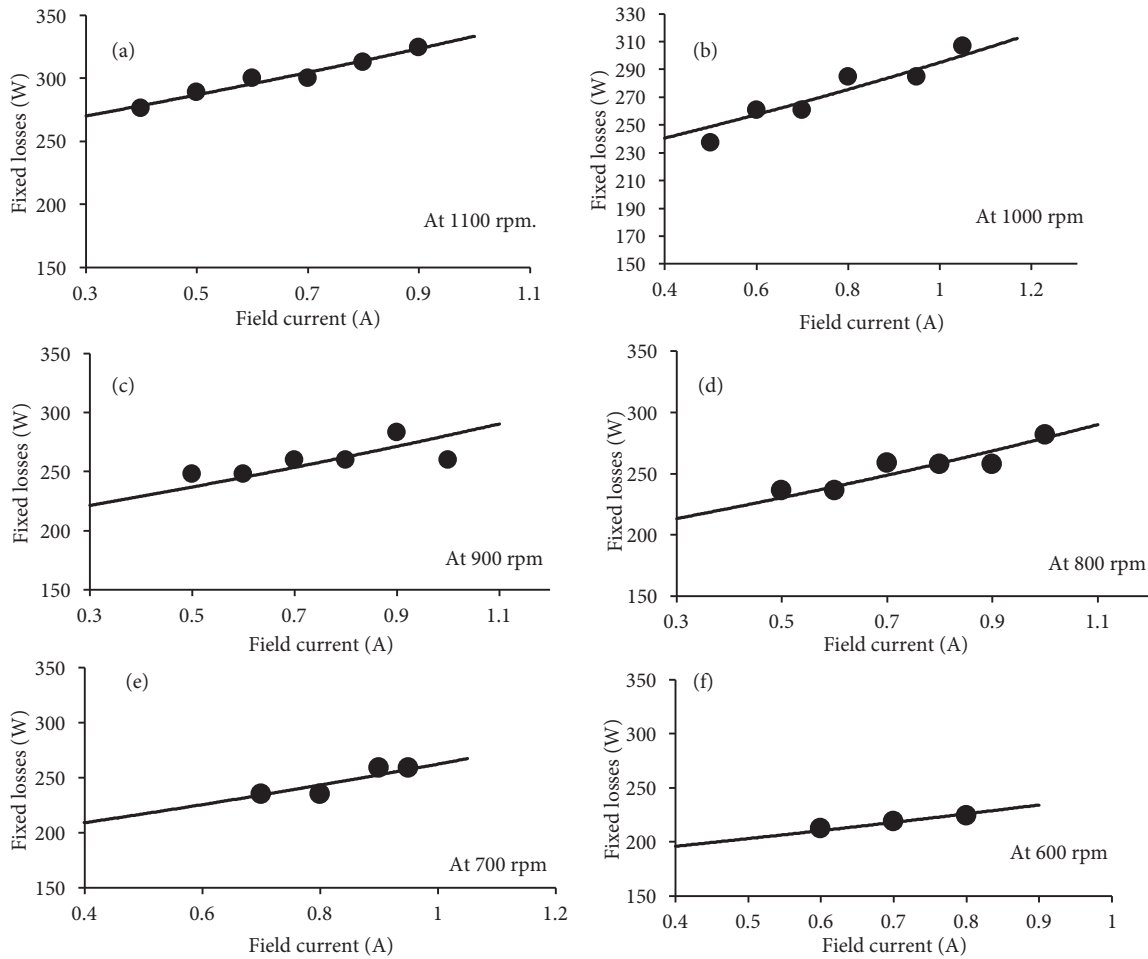 (a)
Fixed losses (W)
350
300
250
200
150
At 1100 rpm.
0.3 0.5 0.7 0.9 1.1
Field current (A)
(b)
Fixed losses (W)
330
310
290
270
250
230
210
190
170
150
At 1000 rpm
0.4 0.6 0.8 1 1.2
Field current (A)
(c)
Fixed losses (W)
350
300
250
200
150
At 900 rpm
0.3 0.5 0.7 0.9 1.1
Field current (A)
(d)
Fixed losses (W)
350
300
250
200
150
At 800 rpm
0.3 0.5 0.7 0.9 1.1
Field current (A)
(e)
Fixed losses (W)
350
300
250
200
150
At 700 rpm
0.4 0.6 0.8 1 1.2
Field current (A)
(f)
Fixed losses (W)
350
300
250
200
150
At 600 rpm
0.4 0.5 0.6 0.7 0.8 0.9 1
Field current (A)